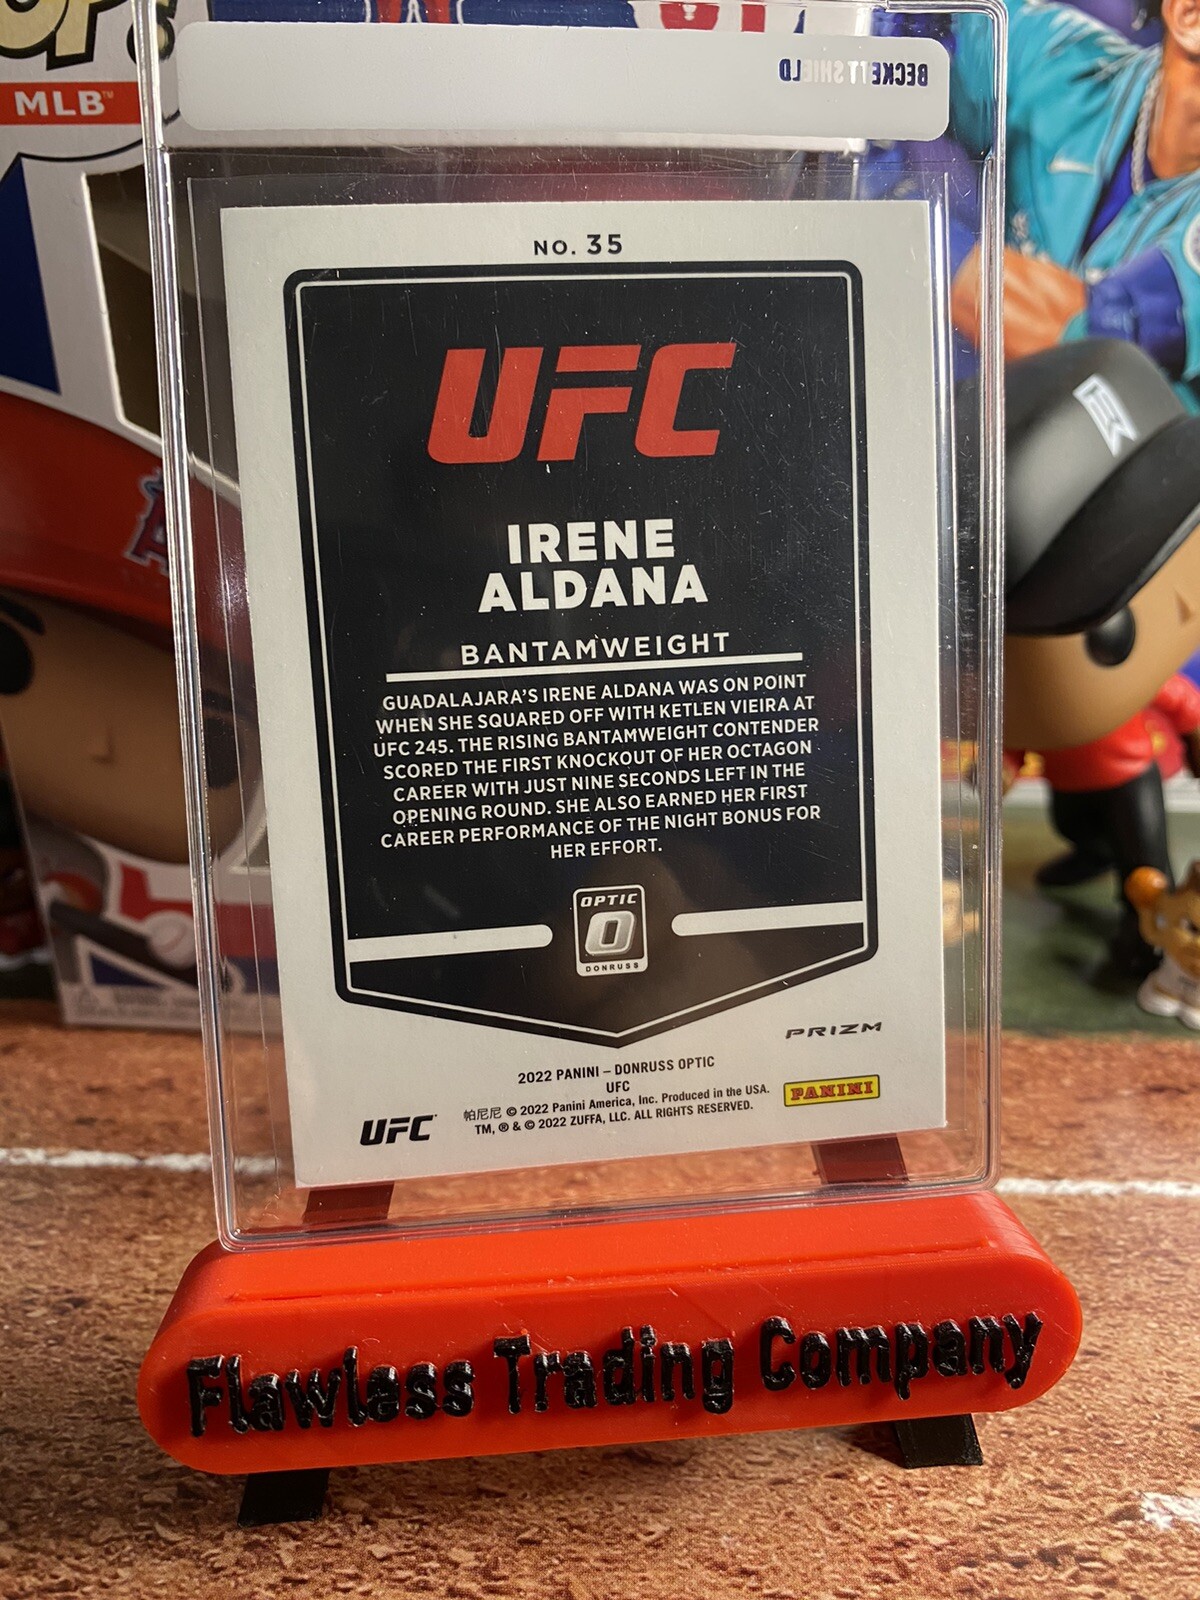 MLB™
BECKETT SHIELD
NO. 35
UFC
IRENE
ALDANA
BANTAMWEIGHT
GUADALAJARA'S IRENE ALDANA WAS ON POINT
WHEN SHE SQUARED OFF WITH KETLEN VIEIRA AT
UFC 245. THE RISING BANTAMWEIGHT CONTENDER
SCORED THE FIRST KNOCKOUT OF HER OCTAGON
CAREER WITH JUST NINE SECONDS LEFT IN THE
OPENING ROUND. SHE ALSO EARNED HER FIRST
CAREER PERFORMANCE OF THE NIGHT BONUS FOR
HER EFFORT.
OPTIC
O
DONRUSS
PRIZM
2022 PANINI – DONRUSS OPTIC
UFC
帕尼尼 © 2022 Panini America, Inc. Produced in the USA.
TM, ® & © 2022 ZUFFA, LLC. ALL RIGHTS RESERVED.
UFC
PANINI
Flawless Trading Company